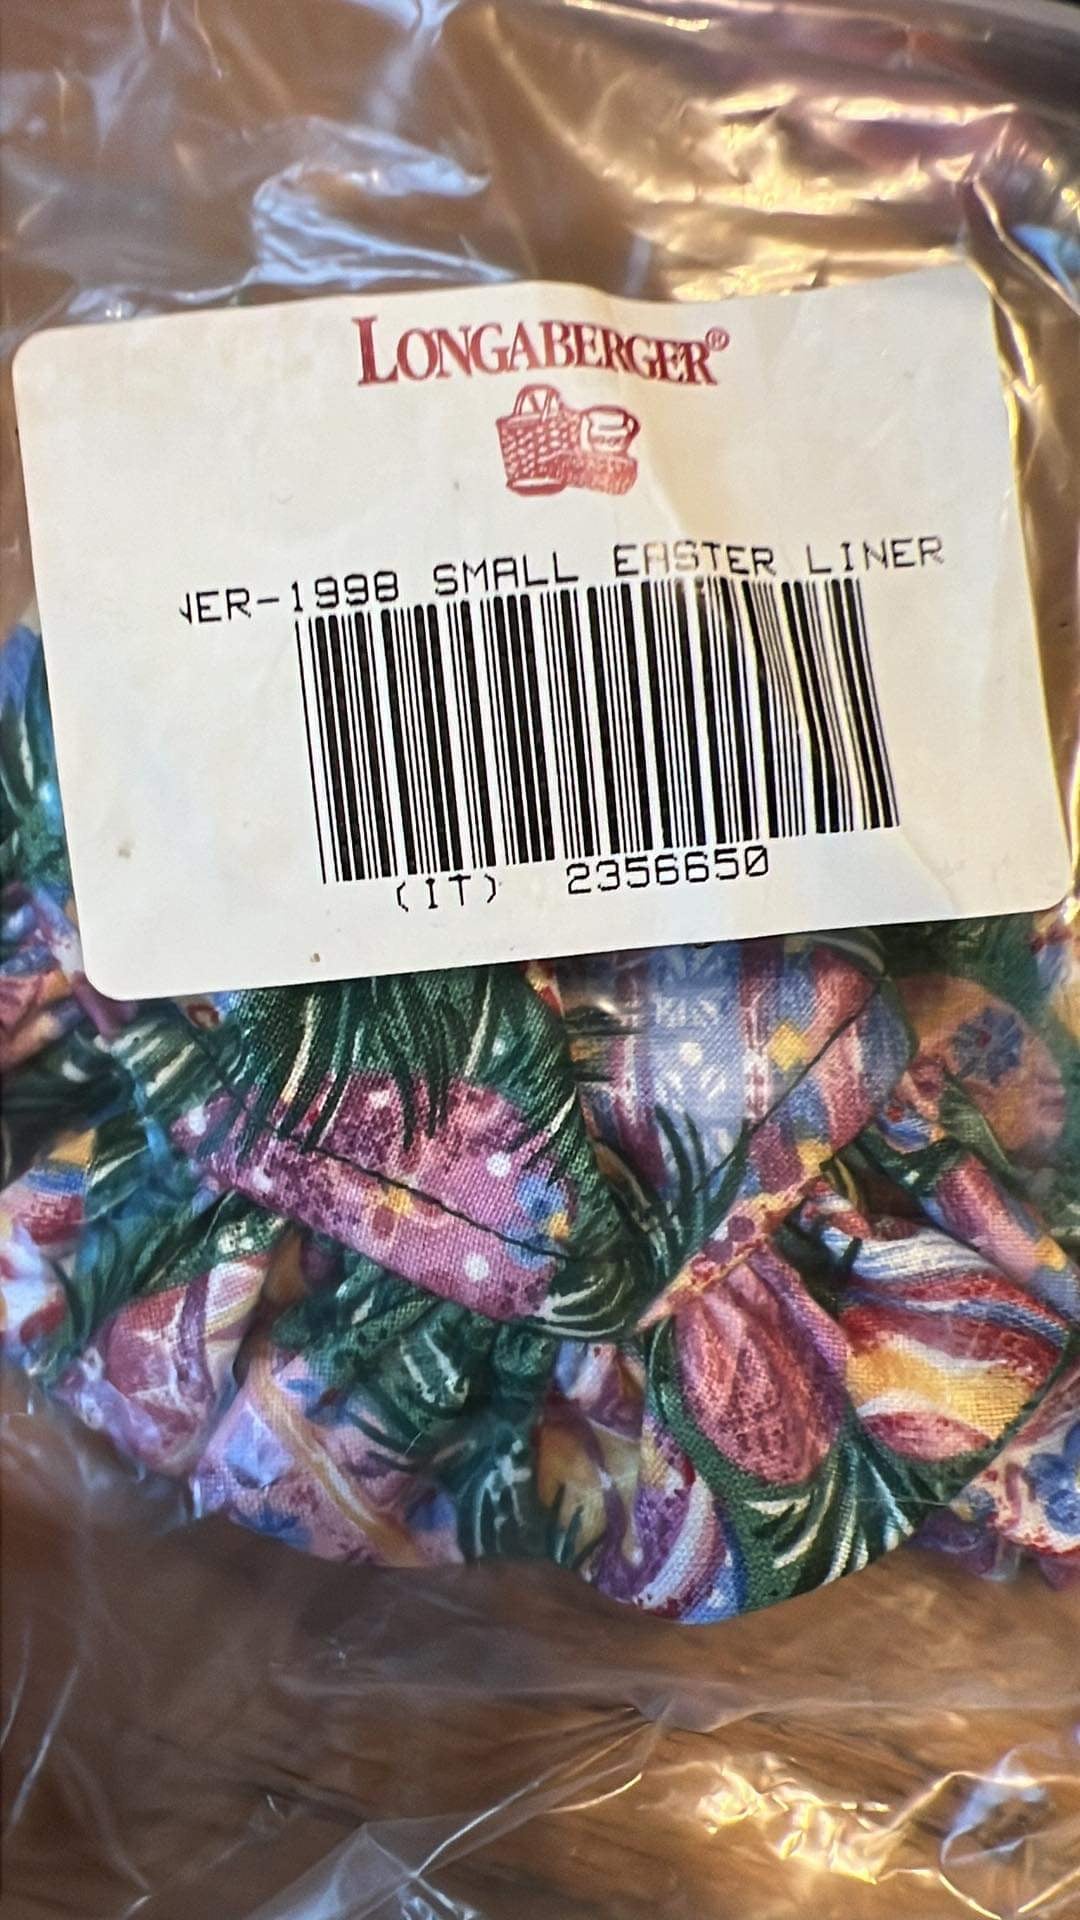 LONGABERGER®
NER-1998 SMALL EASTER LINER
(IT) 2356650